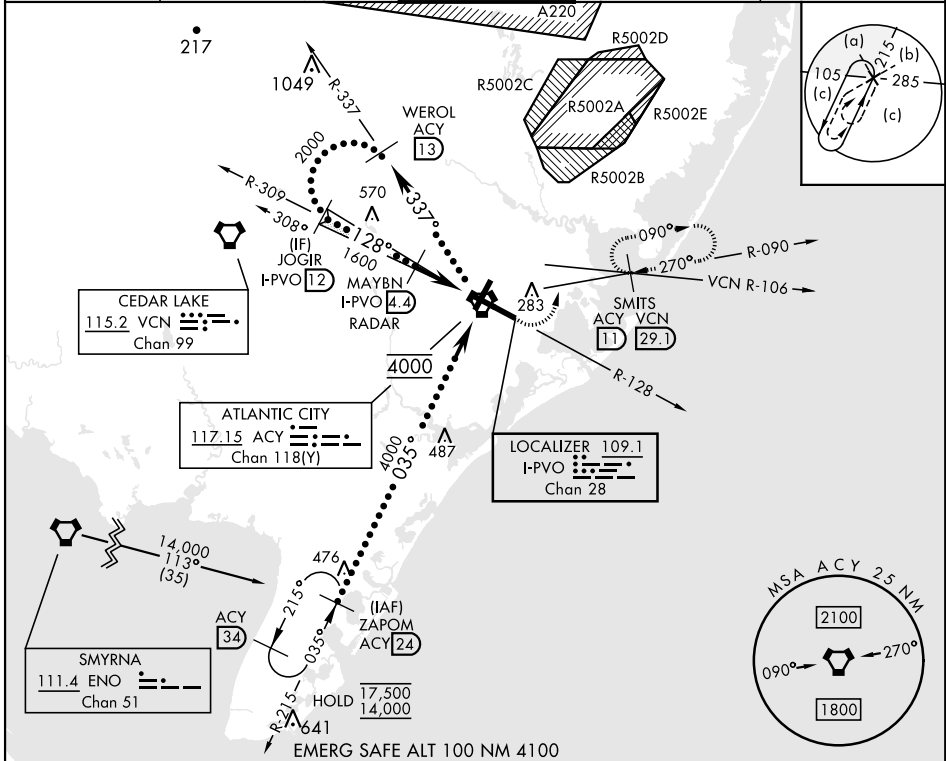 A220
217
R5002D
R5002C
R5002A
R5002E
R5002B
(a)
215
(b)
105
285
(c)
(c)
1049
R-337
WEROL
ACY
13
2000
R-309
308°
570
337°
128°
1600
(IF)
JOGIR
I-PVO 12
MAYBN
I-PVO 4.4
RADAR
CEDAR LAKE
115.2 VCN
Chan 99
090°
R-090
270°
VCN R-106
283
SMITS
ACY VCN
11 29.1
R-128
4000
ATLANTIC CITY
117.15 ACY
Chan 118(Y)
4000
035°
487
LOCALIZER 109.1
I-PVO
Chan 28
14,000
113°
(35)
476
215°
035°
(IAF)
ZAPOM
ACY 24
ACY
34
SMYRNA
111.4 ENO
Chan 51
R-215
HOLD 17,500
14,000
641
EMERG SAFE ALT 100 NM 4100
MSA ACY 25 NM
2100
090°
270°
1800